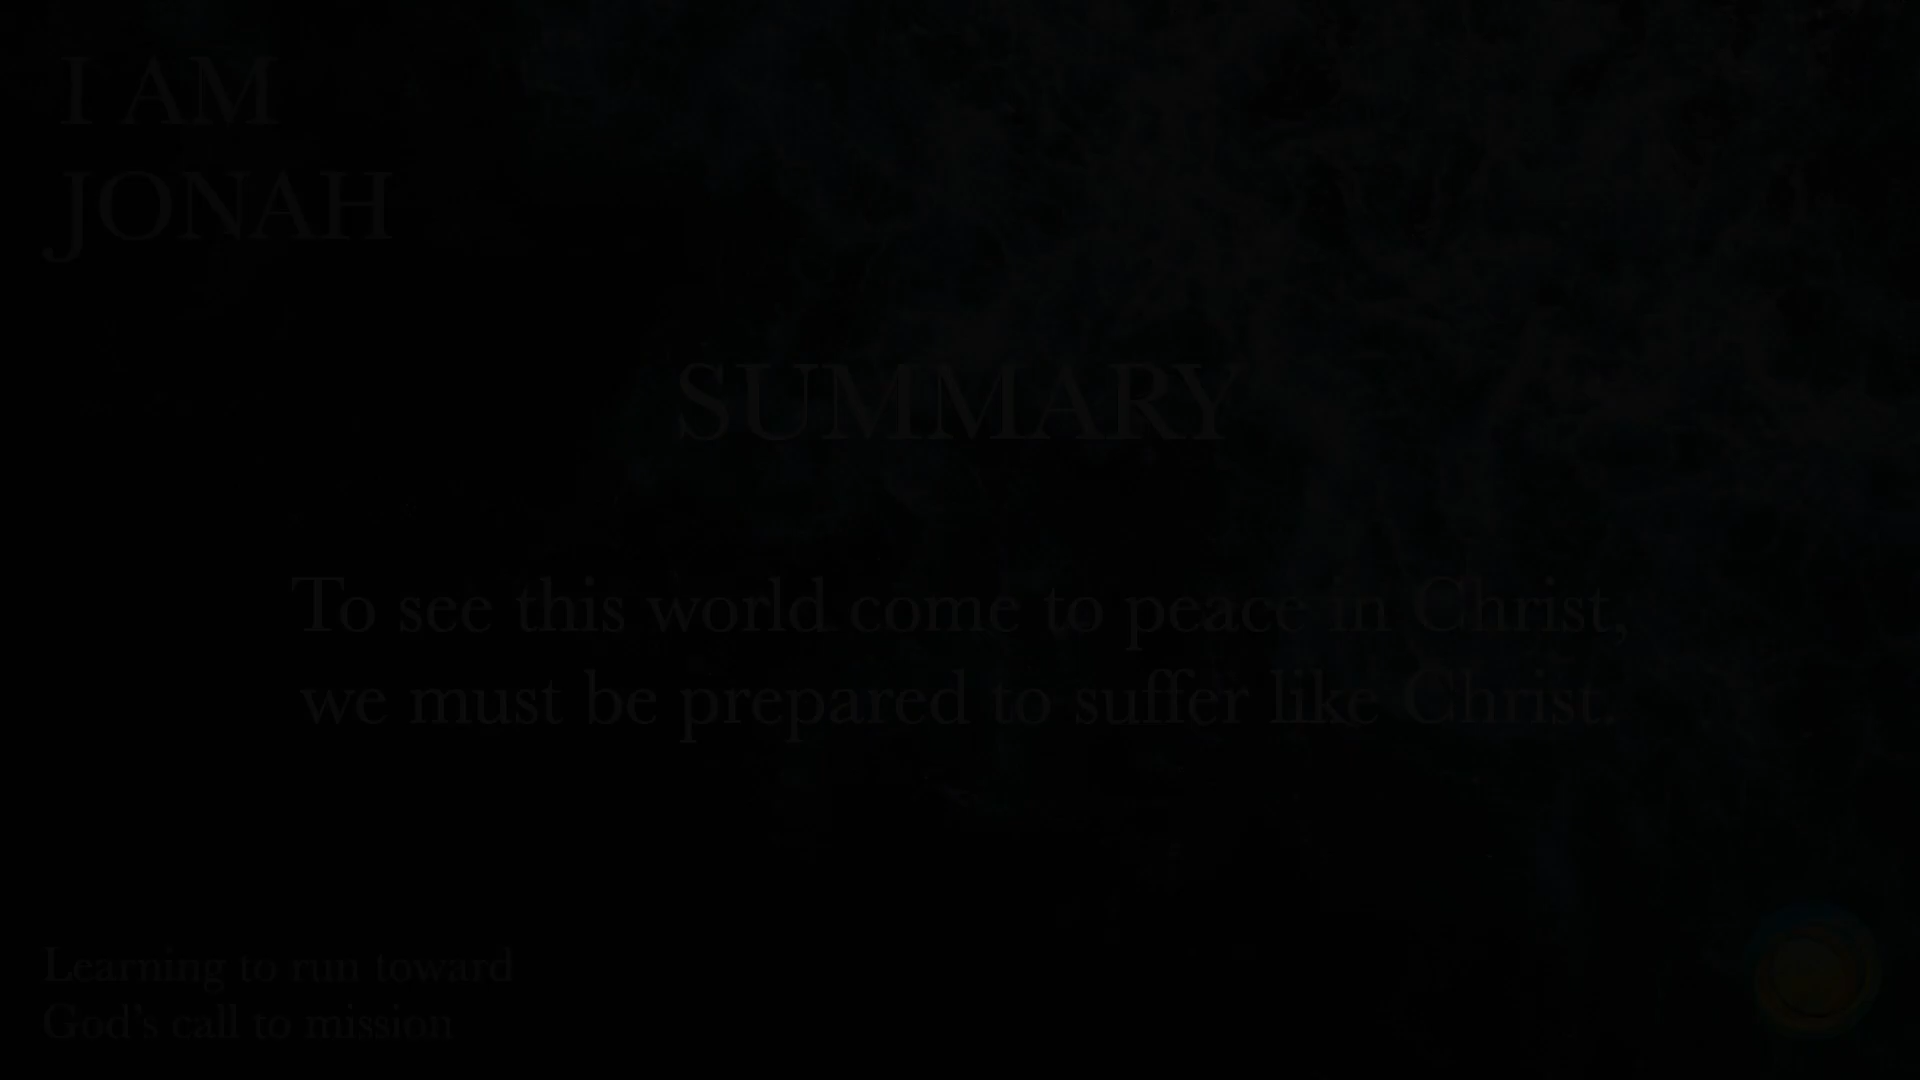 I AM
JONAH
SUMMARY
To see this world come to peace in Christ,
we must be prepared to suffer like Christ.
Learning to run toward
God’s call to mission